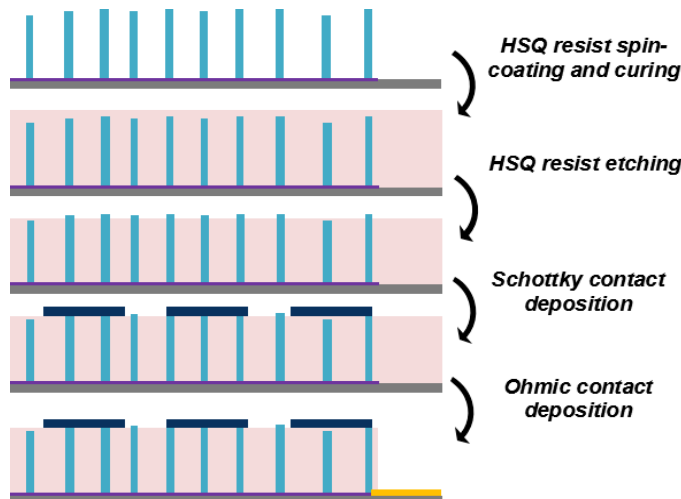 HSQ resist spin-
coating and curing
HSQ resist etching
Schottky contact
deposition
Ohmic contact
deposition